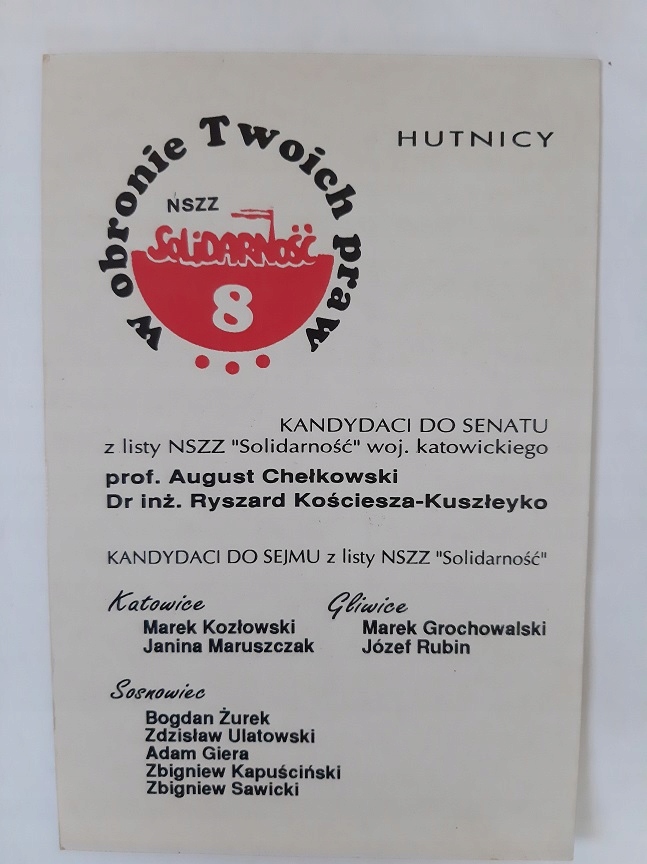 W obronie Twoich praw
NSZZ
SOLiDARNOŚĆ
8
HUTNICY
KANDYDACI DO SENATU
z listy NSZZ "Solidarność" woj. katowickiego
prof. August Chełkowski
Dr inż. Ryszard Kościesza-Kuszłeyko
KANDYDACI DO SEJMU z listy NSZZ "Solidarność"
Katowice
Marek Kozłowski
Janina Maruszczak
Gliwice
Marek Grochowalski
Józef Rubin
Sosnowiec
Bogdan Żurek
Zdzisław Ulatowski
Adam Giera
Zbigniew Kapuściński
Zbigniew Sawicki